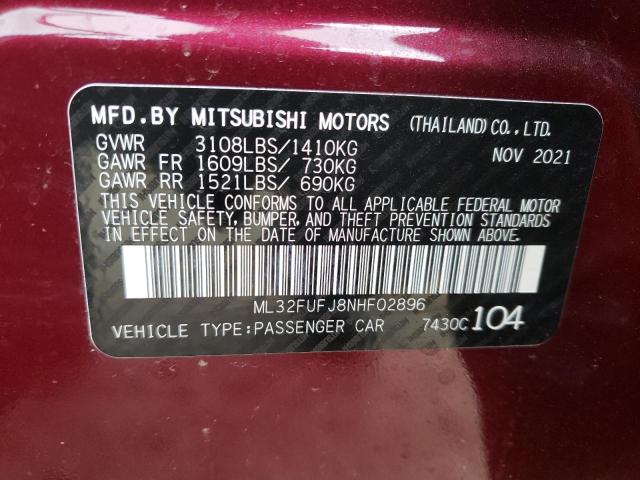 MFD.BY MITSUBISHI MOTORS (THAILAND)CO.,LTD.
GVWR 3108LBS/1410KG NOV 2021
GAWR FR 1609LBS/ 730KG
GAWR RR 1521LBS/ 690KG
THIS VEHICLE CONFORMS TO ALL APPLICABLE FEDERAL MOTOR
VEHICLE SAFETY, BUMPER, AND THEFT PREVENTION STANDARDS
IN EFFECT ON THE DATE OF MANUFACTURE SHOWN ABOVE.
ML32FUFJ8NHF02896
VEHICLE TYPE:PASSENGER CAR 7430C 104